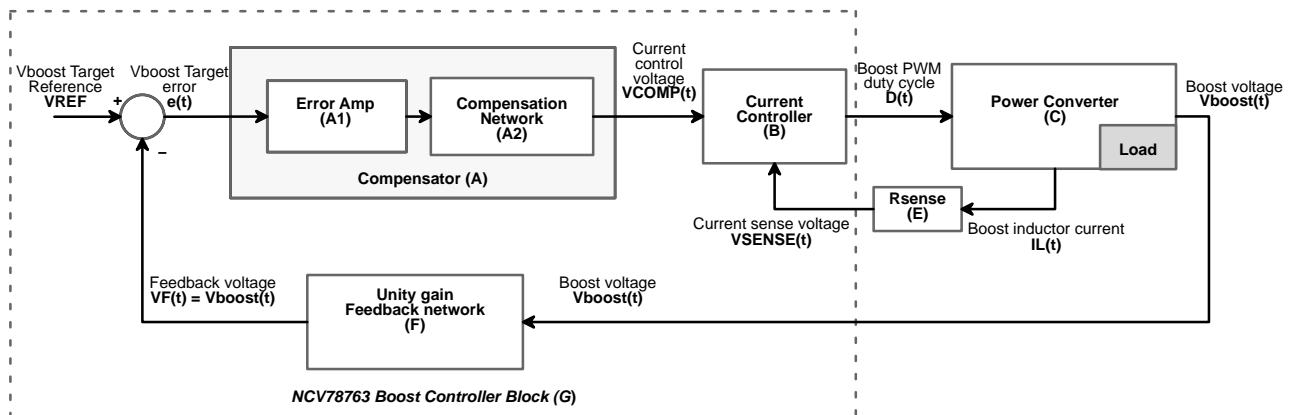 Vboost Target
Reference
VREF
+
−
Vboost Target
error
e(t)
Error Amp
(A1)
Compensation
Network
(A2)
Compensator (A)
Current
control
voltage
VCOMP(t)
Current
Controller
(B)
Boost PWM
duty cycle
D(t)
Power Converter
(C)
Load
Boost voltage
Vboost(t)
Rsense
(E)
Current sense voltage
VSENSE(t)
Boost inductor current
IL(t)
Feedback voltage
VF(t) = Vboost(t)
Unity gain
Feedback network
(F)
Boost voltage
Vboost(t)
NCV78763 Boost Controller Block (G)